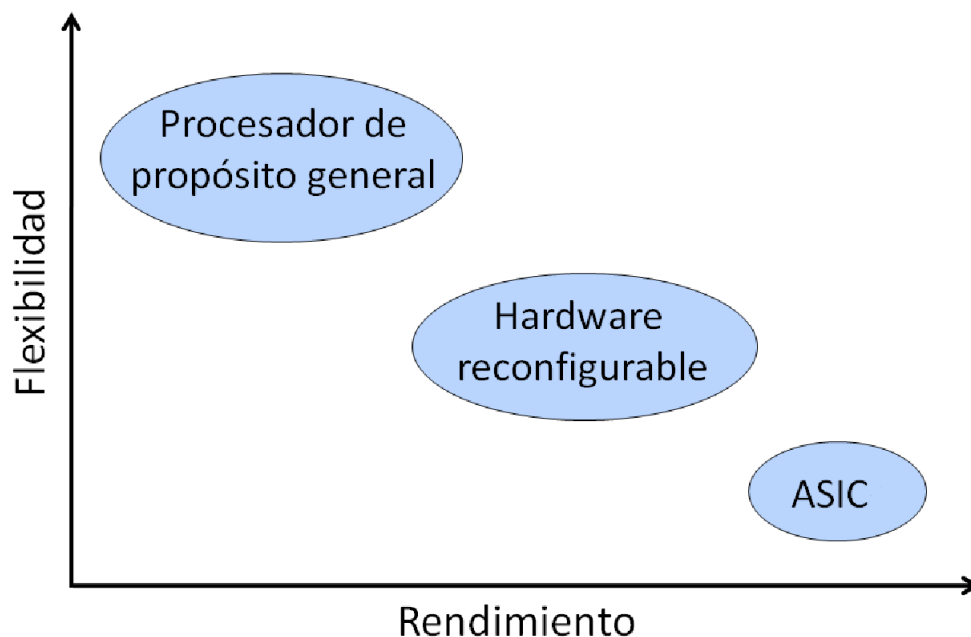 Procesador de
propósito general
Hardware
reconfigurable
ASIC
Flexibilidad
Rendimiento